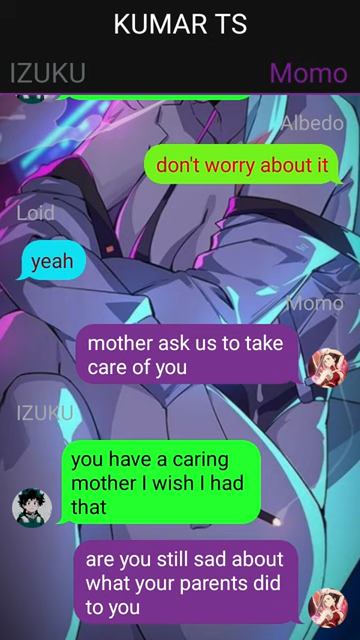 KUMAR TS
IZUKU
Momo
Albedo
don't worry about it
Loid
yeah
Momo
mother ask us to take
care of you
IZUKU
you have a caring
mother I wish I had
that
are you still sad about
what your parents did
to you